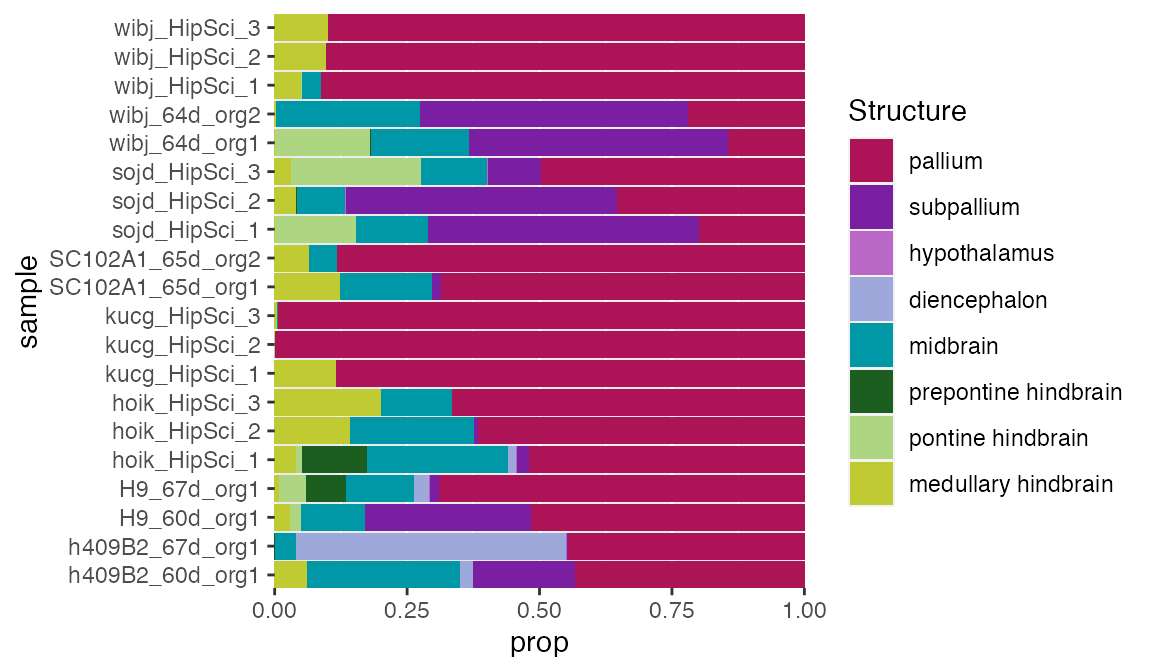 sample
wibj_HipSci_3
wibj_HipSci_2
wibj_HipSci_1
wibj_64d_org2
wibj_64d_org1
sojd_HipSci_3
sojd_HipSci_2
sojd_HipSci_1
SC102A1_65d_org2
SC102A1_65d_org1
kucg_HipSci_3
kucg_HipSci_2
kucg_HipSci_1
hoik_HipSci_3
hoik_HipSci_2
hoik_HipSci_1
H9_67d_org1
H9_60d_org1
h409B2_67d_org1
h409B2_60d_org1
0.00 0.25 0.50 0.75 1.00
prop
Structure
pallium
subpallium
hypothalamus
diencephalon
midbrain
prepontine hindbrain
pontine hindbrain
medullary hindbrain